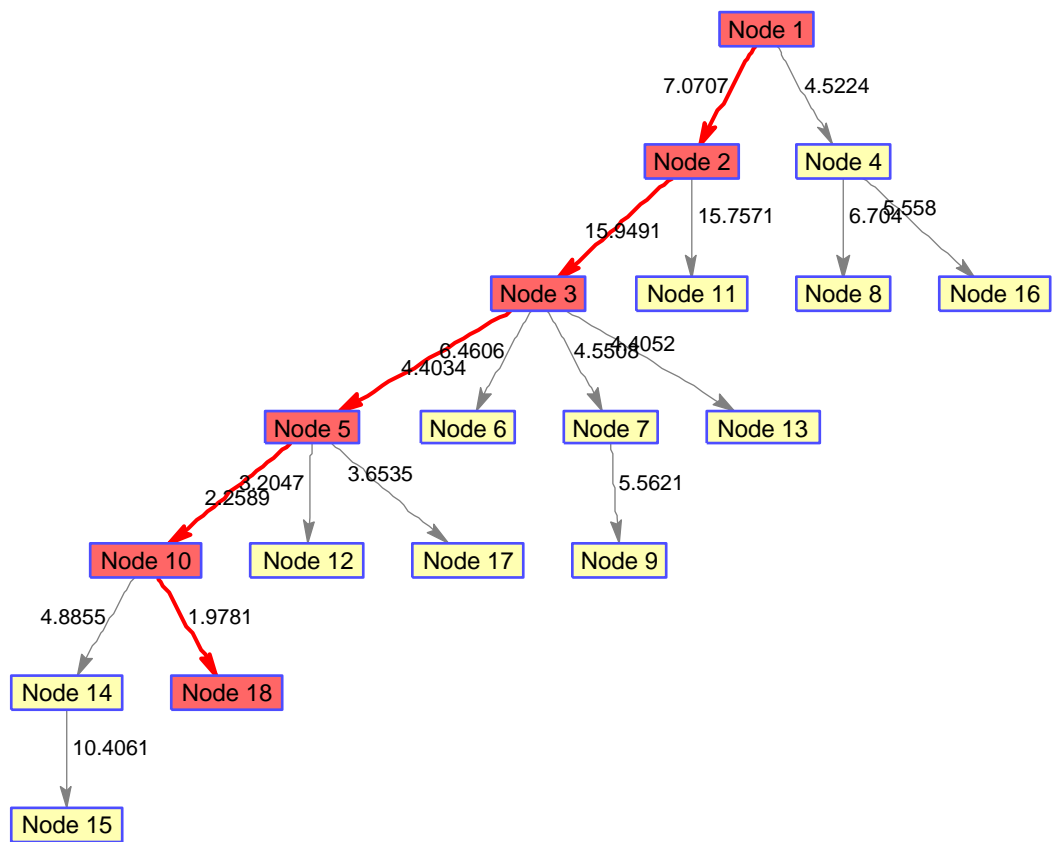 Node 1
7.0707
4.5224
Node 2
Node 4
15.9491
15.7571
6.704
5.558
Node 3
Node 11
Node 8
Node 16
4.4034
6.4606
4.5508
4.4052
Node 5
Node 6
Node 7
Node 13
2.2589
3.2047
3.6535
5.5621
Node 10
Node 12
Node 17
Node 9
4.8855
1.9781
Node 14
Node 18
10.4061
Node 15